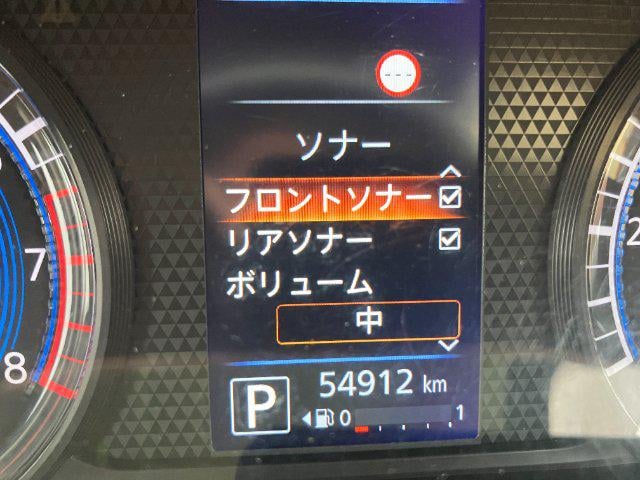 ---
ソナー
フロントソナー
リアソナー
ボリューム
中
P
54912 km
0 1
7
8
2